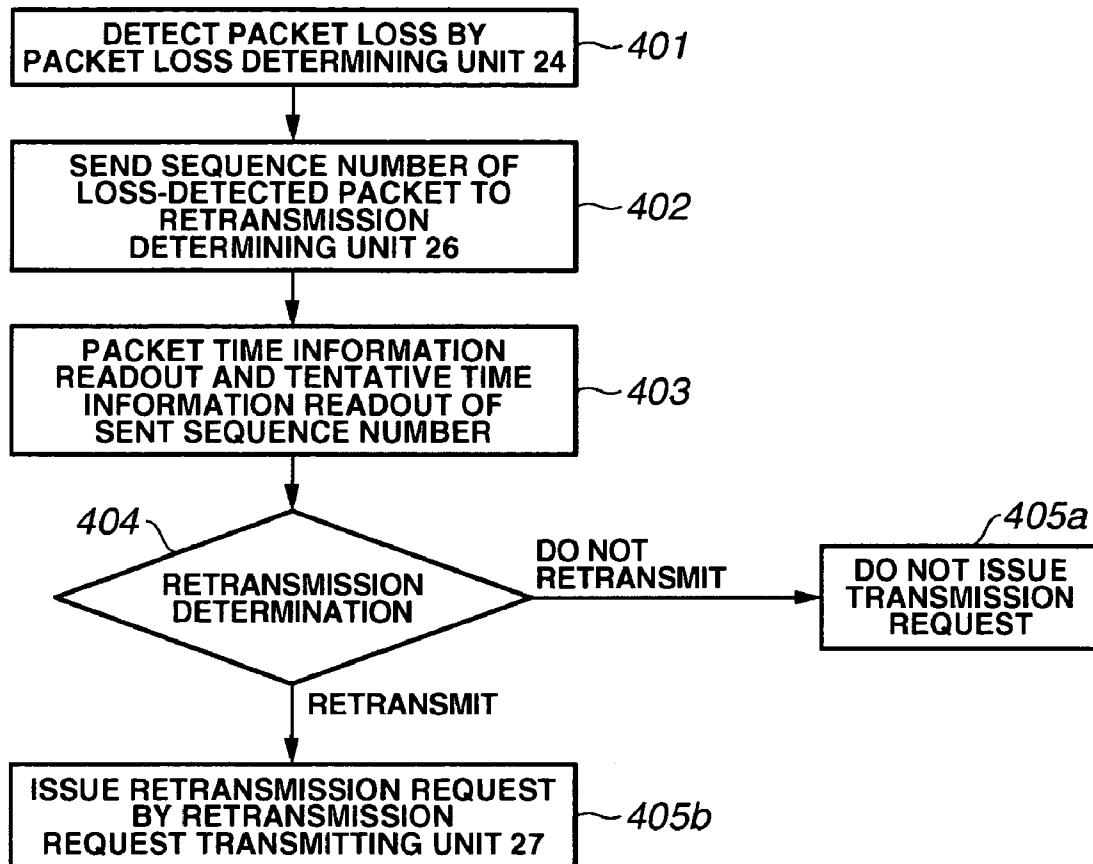 DETECT PACKET LOSS BY
PACKET LOSS DETERMINING UNIT 24
401
SEND SEQUENCE NUMBER OF
LOSS-DETECTED PACKET TO
RETRANSMISSION
DETERMINING UNIT 26
402
PACKET TIME INFORMATION
READOUT AND TENTATIVE TIME
INFORMATION READOUT OF
SENT SEQUENCE NUMBER
403
404
RETRANSMISSION
DETERMINATION
DO NOT
RETRANSMIT
405a
DO NOT ISSUE
TRANSMISSION
REQUEST
RETRANSMIT
ISSUE RETRANSMISSION REQUEST
BY RETRANSMISSION
REQUEST TRANSMITTING UNIT 27
405b